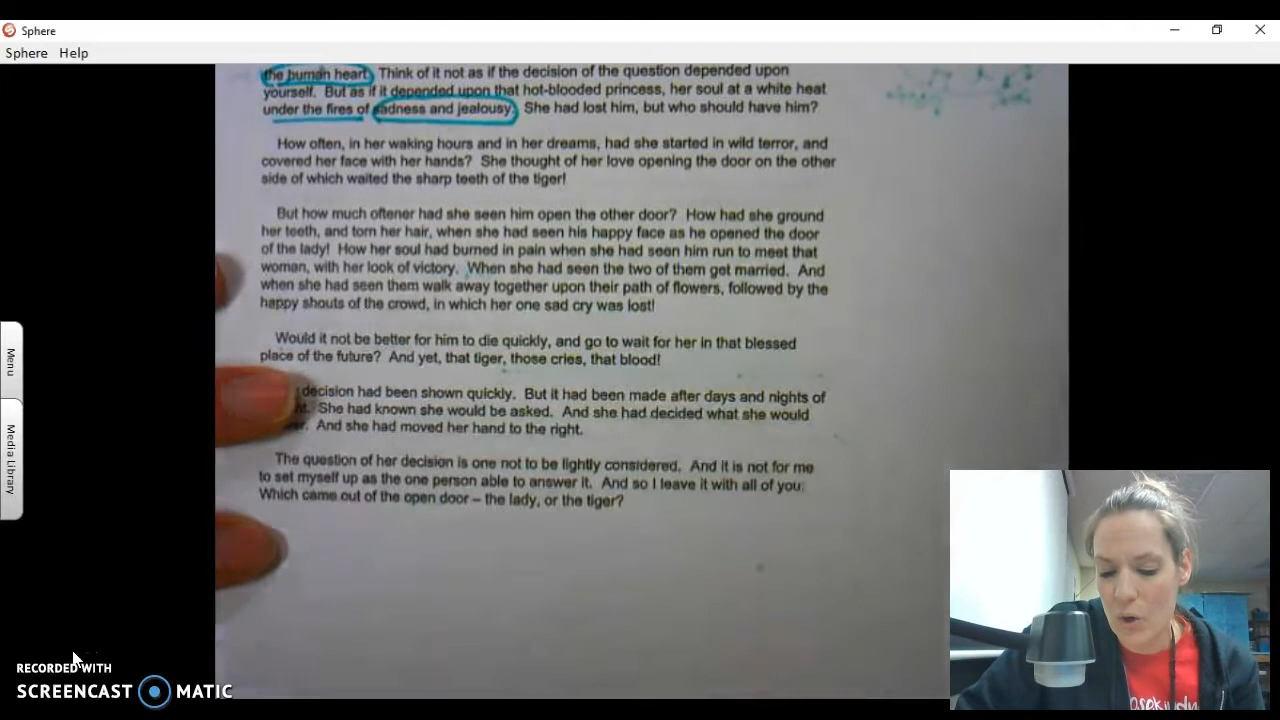 Sphere
Sphere Help
the human heart. Think of it not as if the decision of the question depended upon
yourself. But as if it depended upon that hot-blooded princess, her soul at a white heat
under the fires of sadness and jealousy. She had lost him, but who should have him?
How often, in her waking hours and in her dreams, had she started in wild terror, and
covered her face with her hands? She thought of her love opening the door on the other
side of which waited the sharp teeth of the tiger!
But how much oftener had she seen him open the other door? How had she ground
her teeth, and torn her hair, when she had seen his happy face as he opened the door
of the lady! How her soul had burned in pain when she had seen him run to meet that
woman, with her look of victory. When she had seen the two of them get married. And
when she had seen them walk away together upon their path of flowers, followed by the
happy shouts of the crowd, in which her one sad cry was lost!
Would it not be better for him to die quickly, and go to wait for her in that blessed
place of the future? And yet, that tiger, those cries, that blood!
decision had been shown quickly. But it had been made after days and nights of
She had known she would be asked. And she had decided what she would
And she had moved her hand to the right.
The question of her decision is one not to be lightly considered. And it is not for me
to set myself up as the one person able to answer it. And so I leave it with all of you:
Which came out of the open door – the lady, or the tiger?
Menu
Media Library
RECORDED WITH
SCREENCAST MATIC